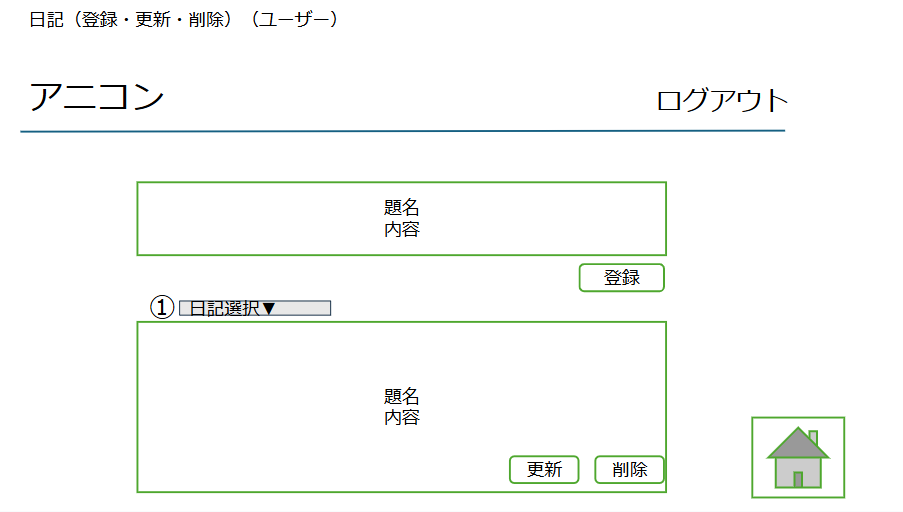 日記（登録・更新・削除）（ユーザー）
アニコン
ログアウト
題名
内容
登録
① 日記選択▼
題名
内容
更新
削除